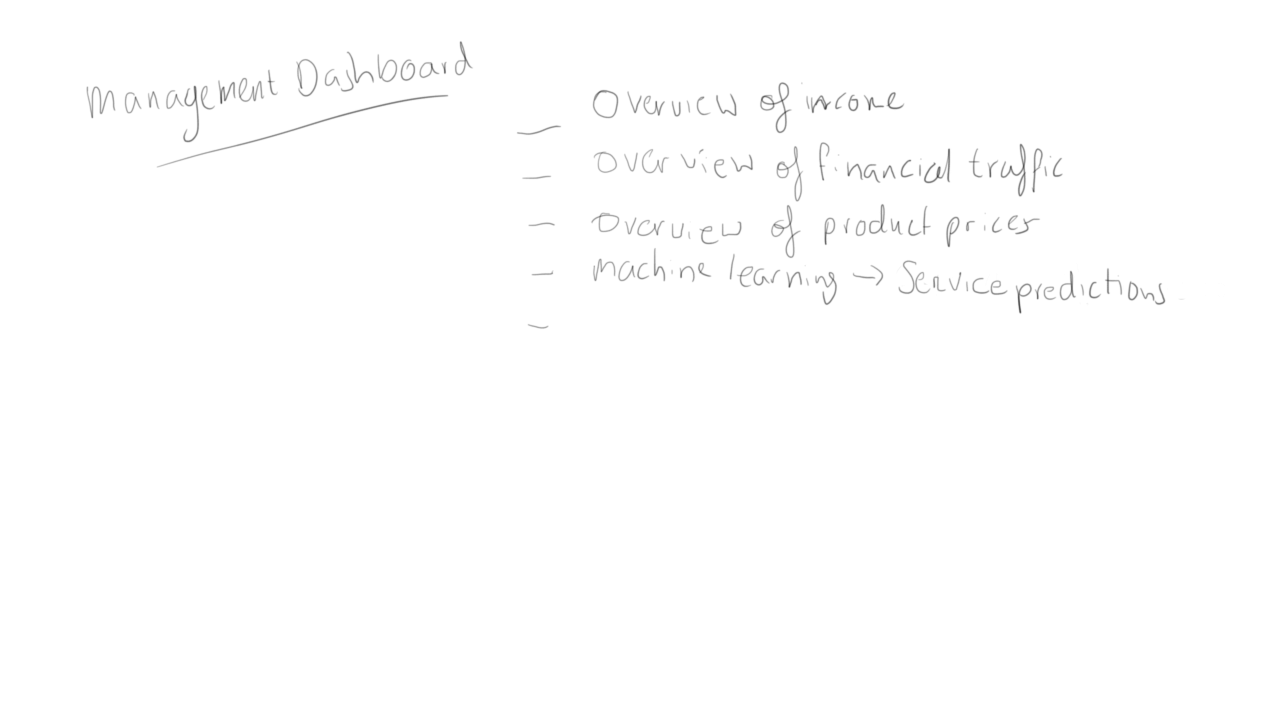 Management Dashboard
- Overview of income
- Overview of financial traffic
- Overview of product prices
- machine learning → Service predictions
-